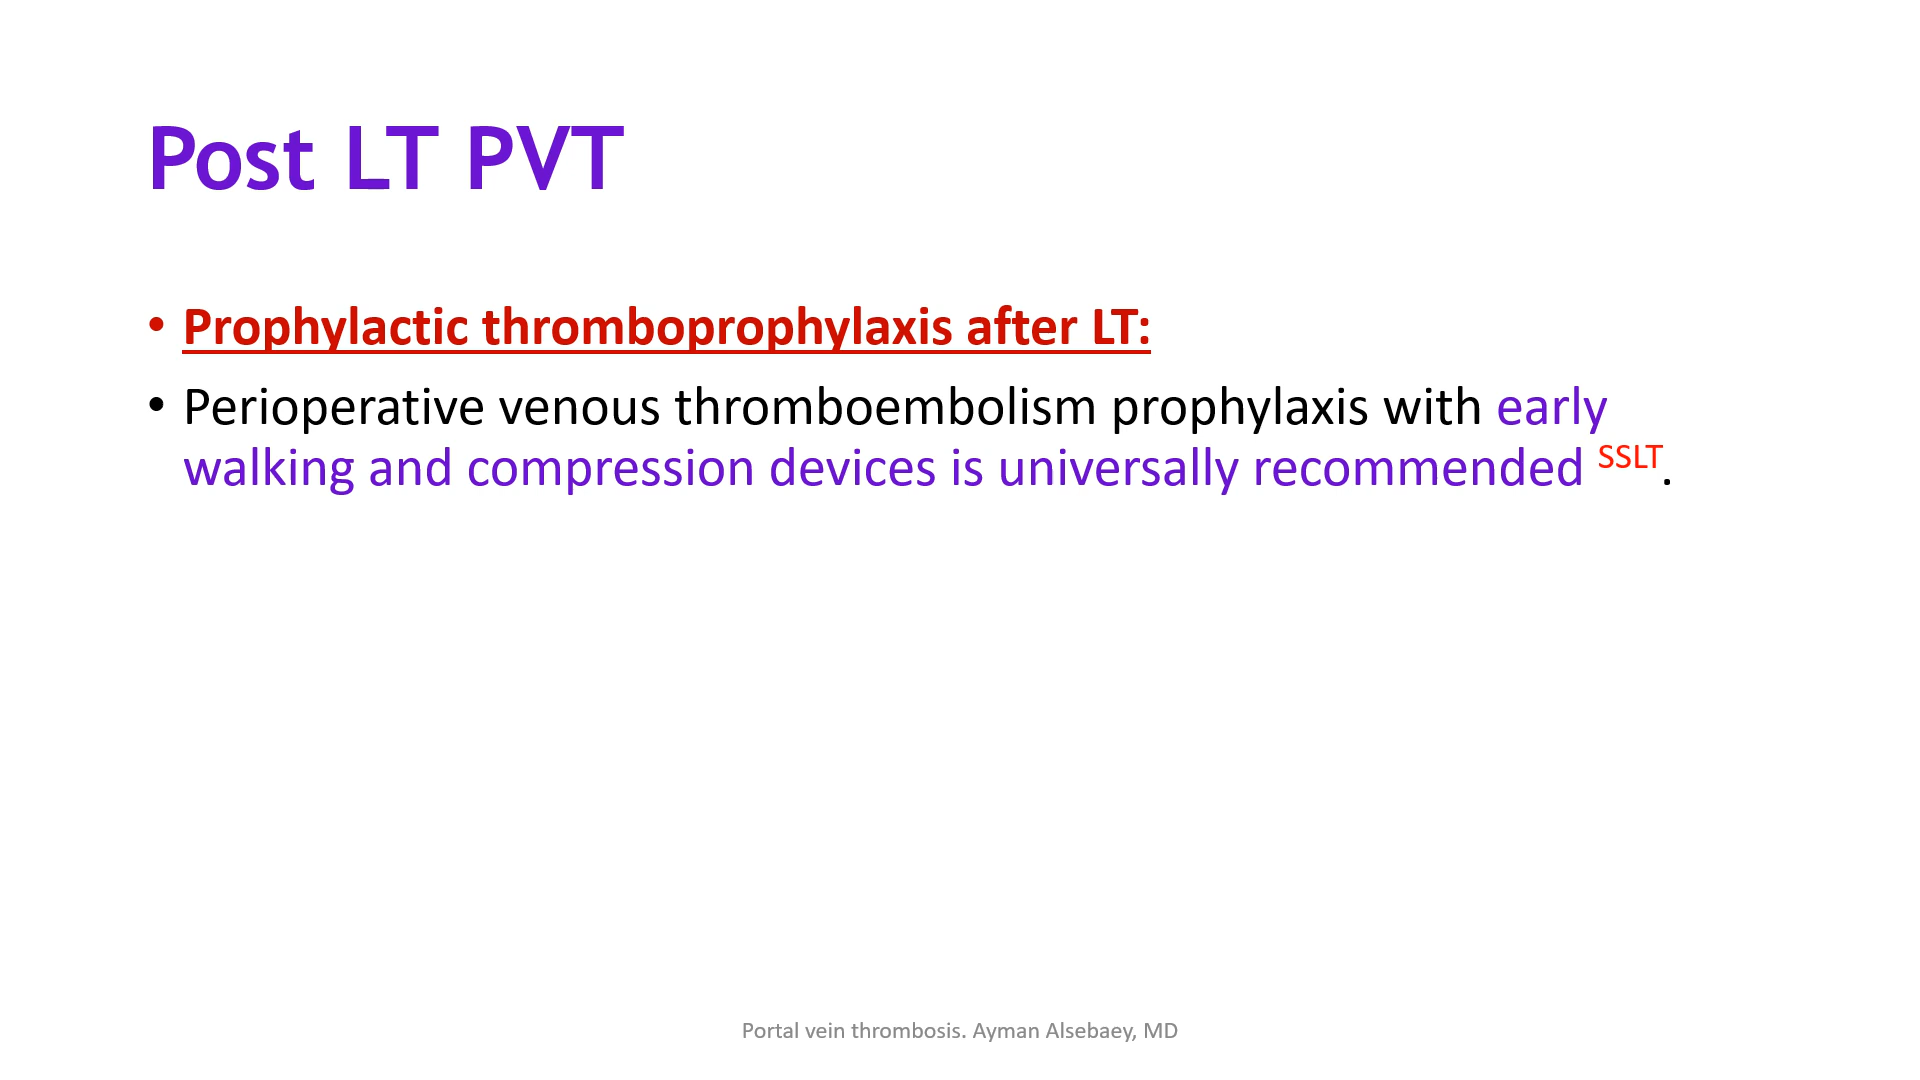 Post LT PVT
• Prophylactic thromboprophylaxis after LT:
• Perioperative venous thromboembolism prophylaxis with early
walking and compression devices is universally recommended SSLT.
Portal vein thrombosis. Ayman Alsebaey, MD